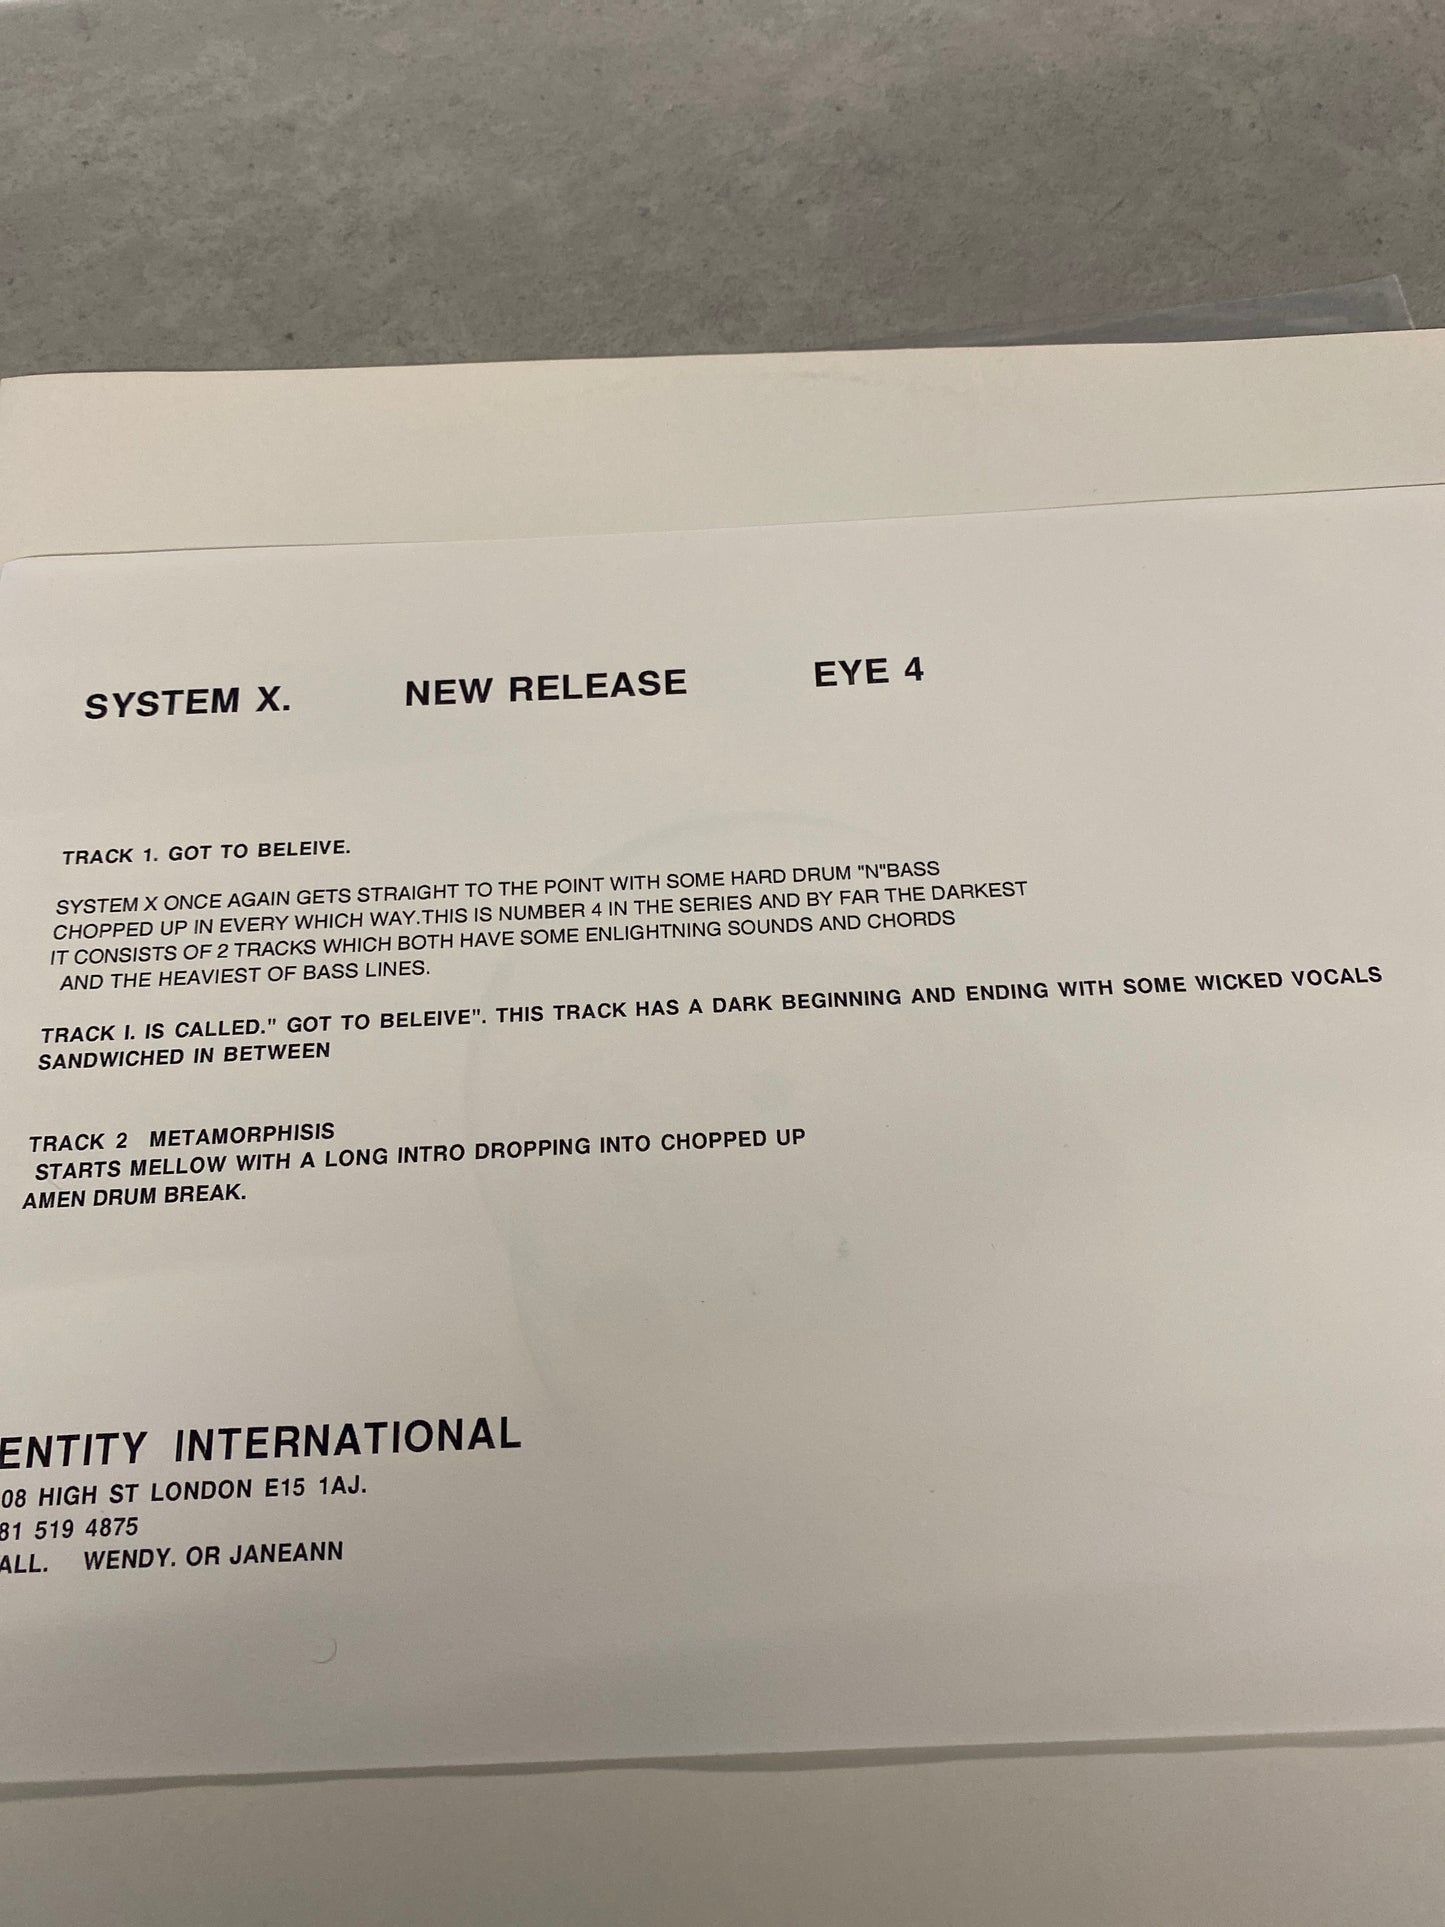 SYSTEM X. NEW RELEASE EYE 4
TRACK 1. GOT TO BELEIVE.
SYSTEM X ONCE AGAIN GETS STRAIGHT TO THE POINT WITH SOME HARD DRUM "N"BASS
CHOPPED UP IN EVERY WHICH WAY.THIS IS NUMBER 4 IN THE SERIES AND BY FAR THE DARKEST
IT CONSISTS OF 2 TRACKS WHICH BOTH HAVE SOME ENLIGHTNING SOUNDS AND CHORDS
AND THE HEAVIEST OF BASS LINES.
TRACK I. IS CALLED." GOT TO BELEIVE". THIS TRACK HAS A DARK BEGINNING AND ENDING WITH SOME WICKED VOCALS
SANDWICHED IN BETWEEN
TRACK 2 METAMORPHISIS
STARTS MELLOW WITH A LONG INTRO DROPPING INTO CHOPPED UP
AMEN DRUM BREAK.
ENTITY INTERNATIONAL
08 HIGH ST LONDON E15 1AJ.
81 519 4875
ALL. WENDY. OR JANEANN